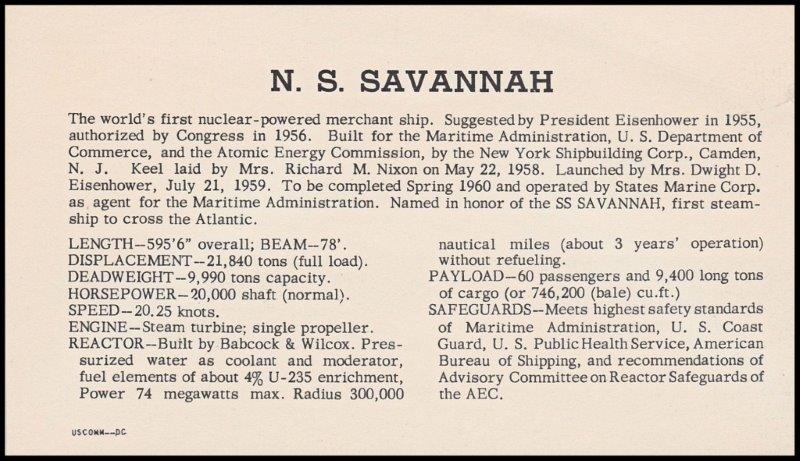 N. S. SAVANNAH
The world's first nuclear-powered merchant ship. Suggested by President Eisenhower in 1955,
authorized by Congress in 1956. Built for the Maritime Administration, U. S. Department of
Commerce, and the Atomic Energy Commission, by the New York Shipbuilding Corp., Camden,
N. J. Keel laid by Mrs. Richard M. Nixon on May 22, 1958. Launched by Mrs. Dwight D.
Eisenhower, July 21, 1959. To be completed Spring 1960 and operated by States Marine Corp.
as agent for the Maritime Administration. Named in honor of the SS SAVANNAH, first steam-
ship to cross the Atlantic.
LENGTH—595'6" overall; BEAM—78'.
DISPLACEMENT—21,840 tons (full load).
DEADWEIGHT—9,990 tons capacity.
HORSEPOWER—20,000 shaft (normal).
SPEED—20.25 knots.
ENGINE—Steam turbine; single propeller.
REACTOR—Built by Babcock & Wilcox. Pres-
surized water as coolant and moderator,
fuel elements of about 4% U-235 enrichment,
Power 74 megawatts max. Radius 300,000
nautical miles (about 3 years' operation)
without refueling.
PAYLOAD—60 passengers and 9,400 long tons
of cargo (or 746,200 (bale) cu.ft.)
SAFEGUARDS—Meets highest safety standards
of Maritime Administration, U. S. Coast
Guard, U. S. Public Health Service, American
Bureau of Shipping, and recommendations of
Advisory Committee on Reactor Safeguards of
the AEC.
USCOMM--DC